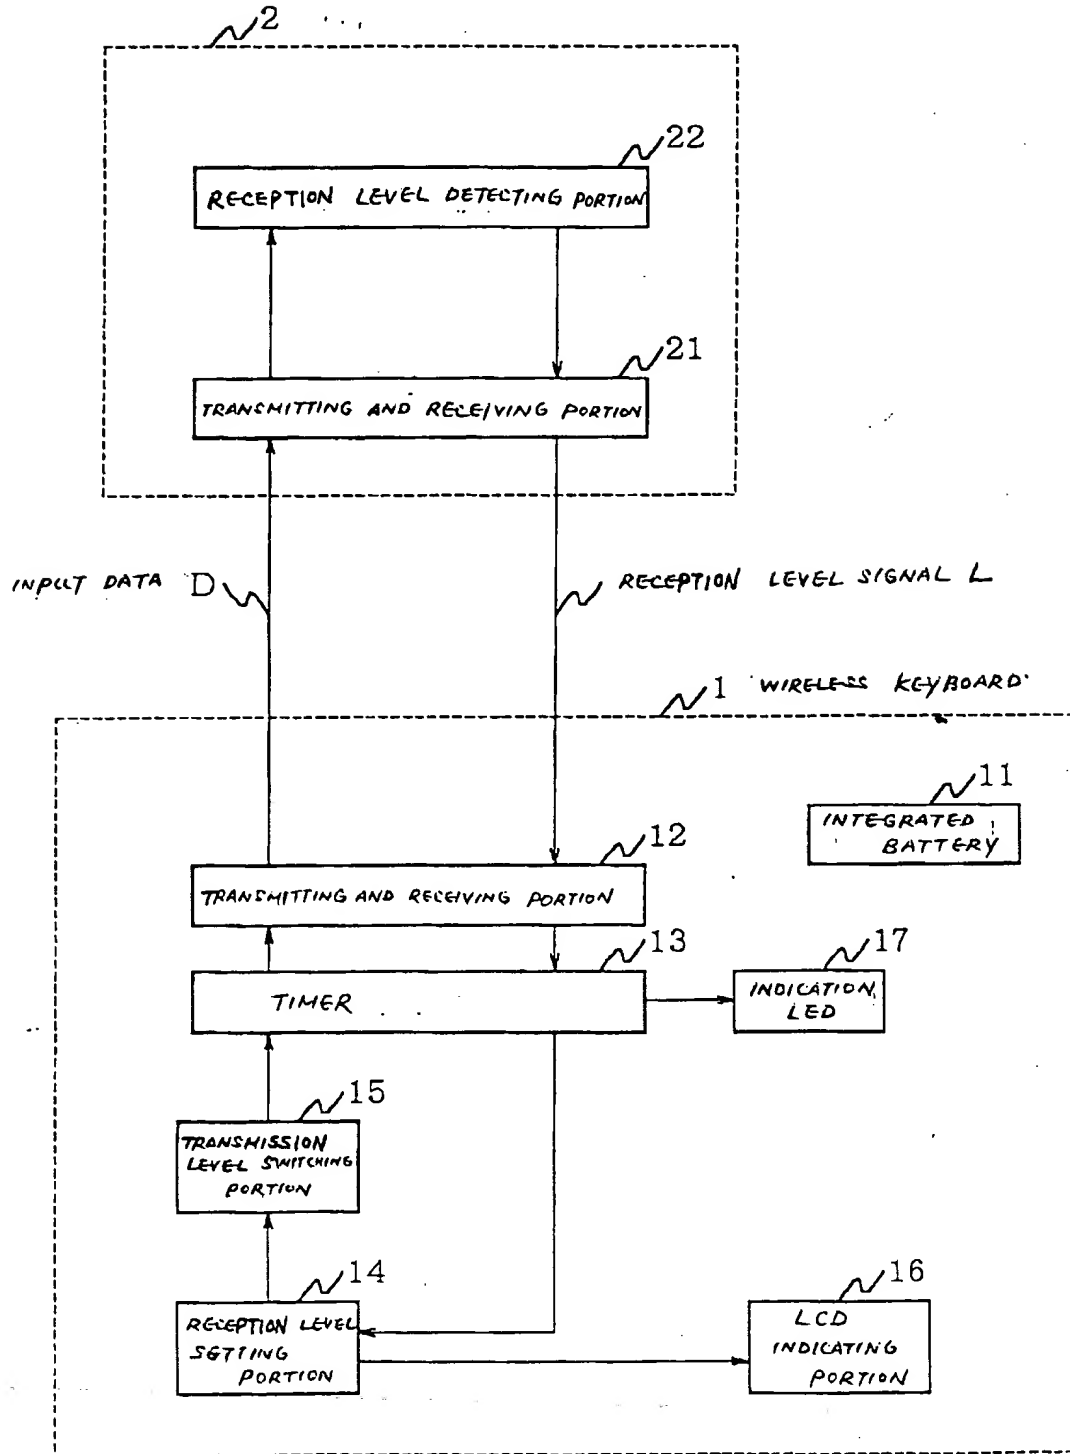 2
22
RECEPTION LEVEL DETECTING PORTION
21
TRANSMITTING AND RECEIVING PORTION
INPUT DATA D
RECEPTION LEVEL SIGNAL L
1 WIRELESS KEYBOARD
11
INTEGRATED
BATTERY
12
TRANSMITTING AND RECEIVING PORTION
13
TIMER
17
INDICATION
LED
15
TRANSMISSION
LEVEL SWITCHING
PORTION
14
RECEPTION LEVEL
SETTING
PORTION
16
LCD
INDICATING
PORTION